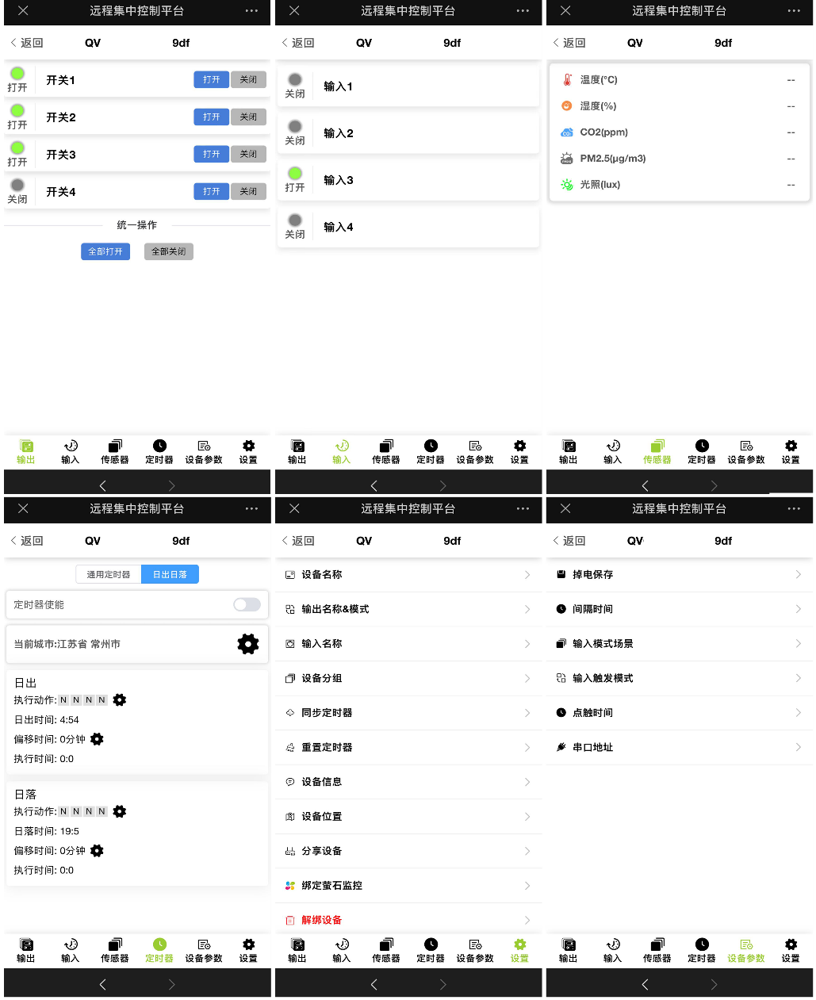 远程集中控制平台
返回 QV 9df
打开 开关1 打开 关闭
打开 开关2 打开 关闭
打开 开关3 打开 关闭
关闭 开关4 打开 关闭
统一操作
全部打开 全部关闭
输出 输入 传感器 定时器 设备参数 设置
远程集中控制平台
返回 QV 9df
关闭 输入1
关闭 输入2
打开 输入3
关闭 输入4
输出 输入 传感器 定时器 设备参数 设置
远程集中控制平台
返回 QV 9df
温度(°C) --
湿度(%) --
CO2(ppm) --
PM2.5(μg/m3) --
光照(lux) --
输出 输入 传感器 定时器 设备参数 设置
远程集中控制平台
返回 QV 9df
通用定时器 日出日落
定时器使能
当前城市:江苏省 常州市
日出
执行动作: N N N N
日出时间: 4:54
偏移时间: 0分钟
执行时间: 0:0
日落
执行动作: N N N N
日落时间: 19:5
偏移时间: 0分钟
执行时间: 0:0
输出 输入 传感器 定时器 设备参数 设置
远程集中控制平台
返回 QV 9df
设备名称
输出名称&模式
输入名称
设备分组
同步定时器
重置定时器
设备信息
设备位置
分享设备
绑定萤石监控
解绑设备
输出 输入 传感器 定时器 设备参数 设置
远程集中控制平台
返回 QV 9df
掉电保存
间隔时间
输入模式场景
输入触发模式
点触时间
串口地址
输出 输入 传感器 定时器 设备参数 设置